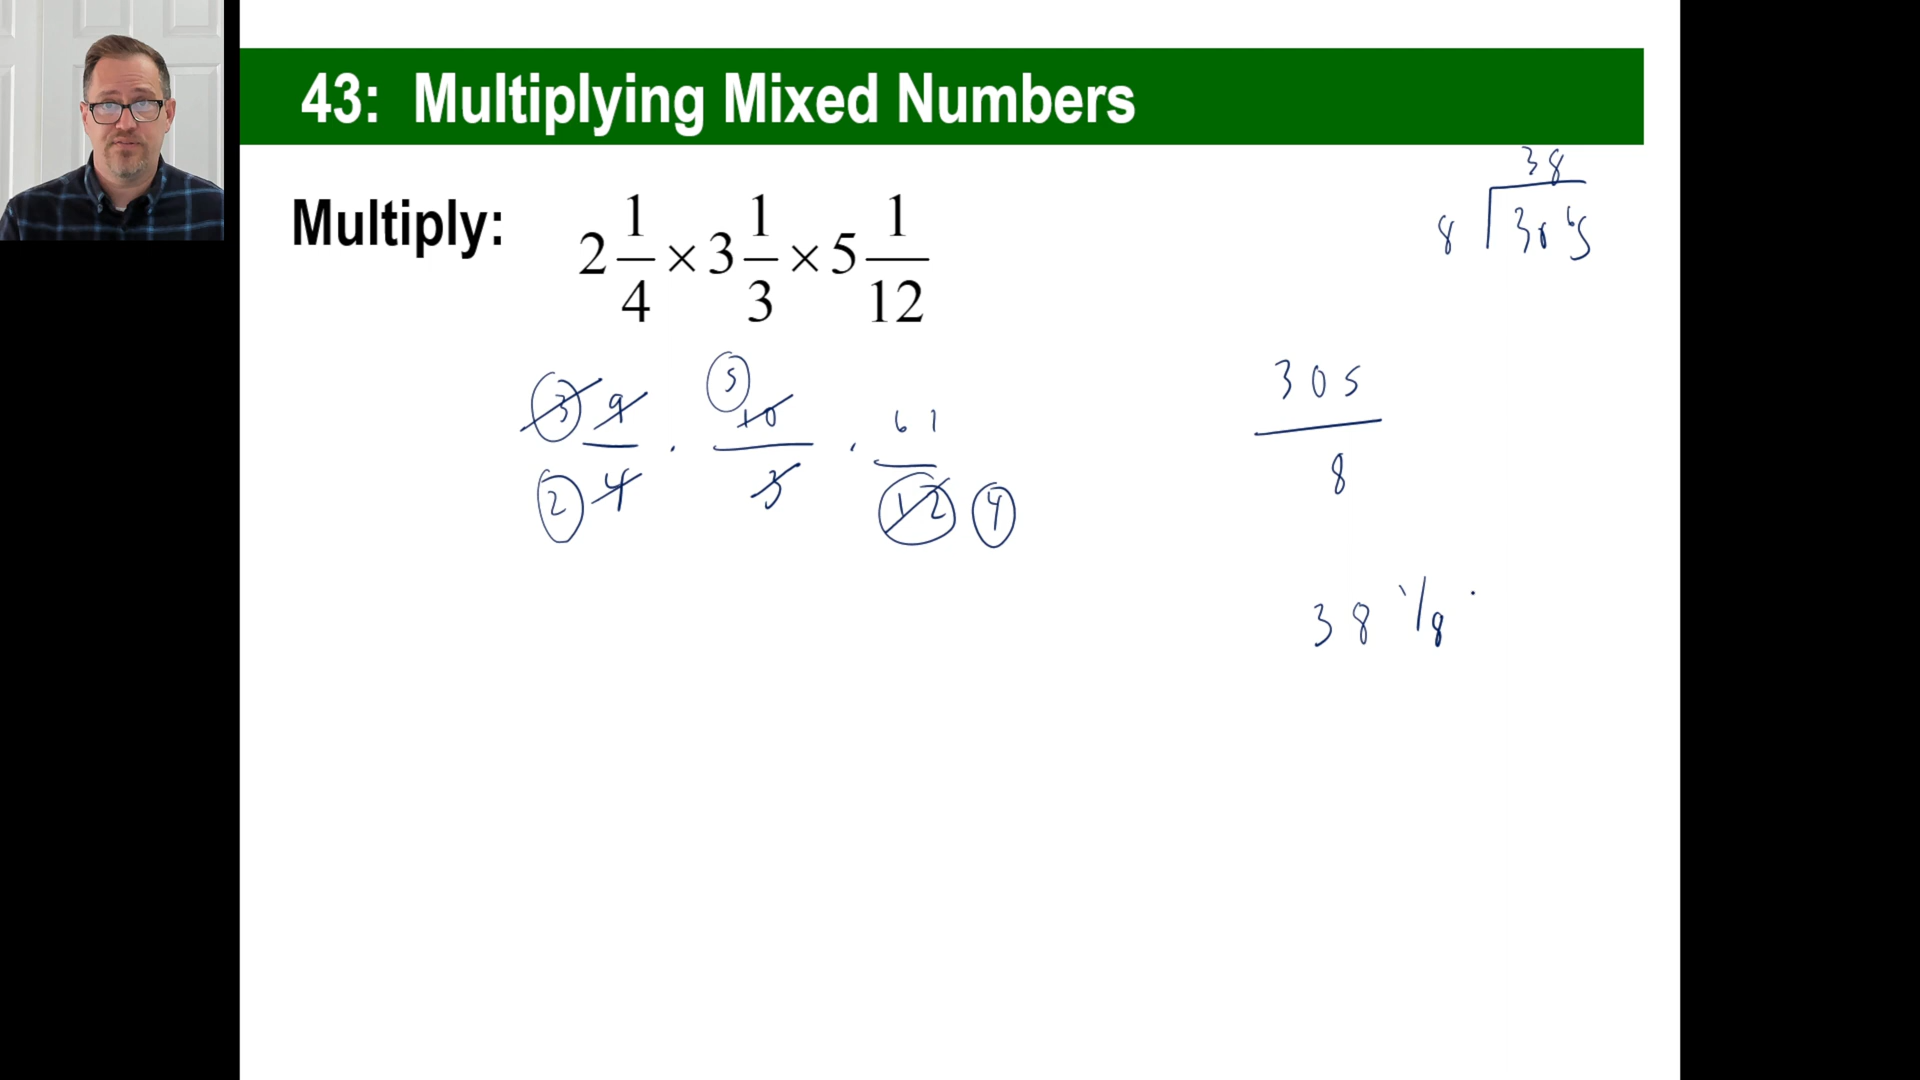 43: Multiplying Mixed Numbers
38
Multiply: 2 1/4 × 3 1/3 × 5 1/12
8 30⁶5
3 9/4 · 10/3 · 61/12
5
2 4
305/8
38 1/8